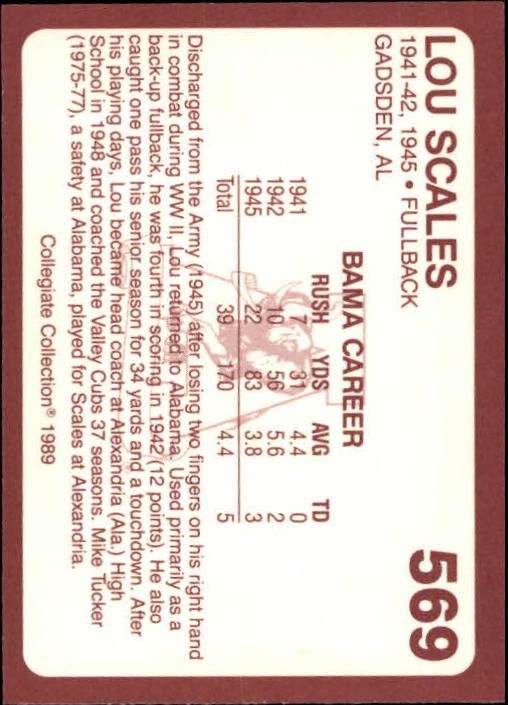 LOU SCALES 569
1941-42, 1945 • FULLBACK
GADSDEN, AL
BAMA CAREER
RUSH YDS AVG TD
1941 7 31 4.4 0
1942 10 56 5.6 2
1945 22 83 3.8 3
Total 39 170 4.4 5
Discharged from the Army (1945) after losing two fingers on his right hand
in combat during WW II, Lou returned to Alabama. Used primarily as a
back-up fullback, he was fourth in scoring in 1942 (12 points). He also
caught one pass his senior season for 34 yards and a touchdown. After
his playing days, Lou became head coach at Alexandria (Ala.) High
School in 1948 and coached the Valley Cubs 37 seasons. Mike Tucker
(1975-77), a safety at Alabama, played for Scales at Alexandria.
Collegiate Collection® 1989